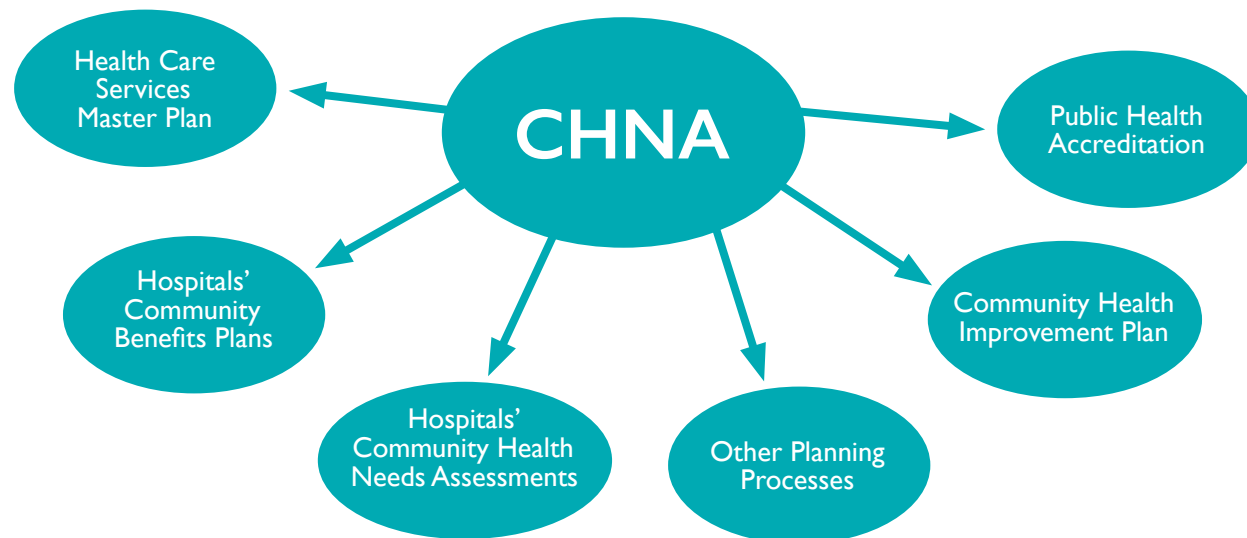 CHNA
Health Care
Services
Master Plan
Hospitals’
Community
Benefits Plans
Hospitals’
Community Health
Needs Assessments
Other Planning
Processes
Community Health
Improvement Plan
Public Health
Accreditation